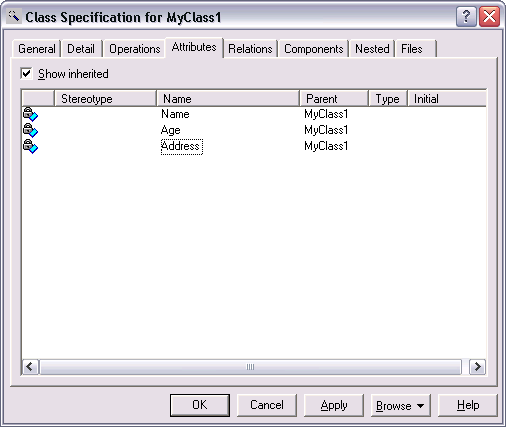 Class Specification for MyClass1
General Detail Operations Attributes Relations Components Nested Files
Show inherited
Stereotype Name Parent Type Initial
Name MyClass1
Age MyClass1
Address MyClass1
OK Cancel Apply Browse Help